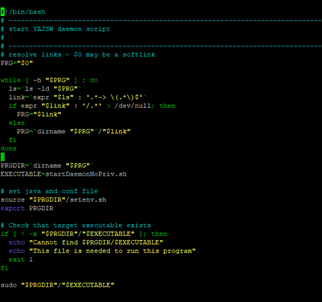 #!/bin/bash
# -----------------------------------------------------------------------------
# start YAJSW daemon script
#
# -----------------------------------------------------------------------------
# resolve links - $0 may be a softlink
PRG="$0"

while [ -h "$PRG" ] ; do
  ls=`ls -ld "$PRG"`
  link=`expr "$ls" : '.*-> \(.*\)$'`
  if expr "$link" : '/.*' > /dev/null; then
    PRG="$link"
  else
    PRG=`dirname "$PRG"`/"$link"
  fi
done

PRGDIR=`dirname "$PRG"`
EXECUTABLE=startDaemonNoPriv.sh

# set java and conf file
source "$PRGDIR"/setenv.sh
export PRGDIR

# Check that target executable exists
if [ ! -x "$PRGDIR"/"$EXECUTABLE" ]; then
  echo "Cannot find $PRGDIR/$EXECUTABLE"
  echo "This file is needed to run this program"
  exit 1
fi

sudo "$PRGDIR"/"$EXECUTABLE"